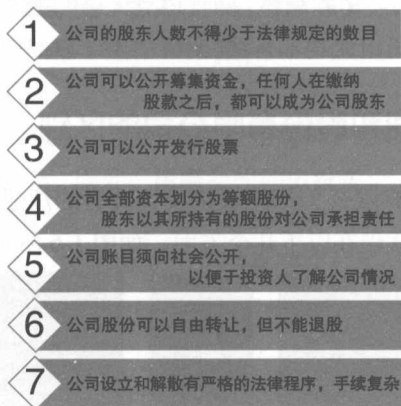 1 公司的股东人数不得少于法律规定的数目
2 公司可以公开筹集资金，任何人在缴纳
股款之后，都可以成为公司股东
3 公司可以公开发行股票
4 公司全部资本划分为等额股份，
股东以其所持有的股份对公司承担责任
5 公司账目须向社会公开，
以便于投资人了解公司情况
6 公司股份可以自由转让，但不能退股
7 公司设立和解散有严格的法律程序，手续复杂